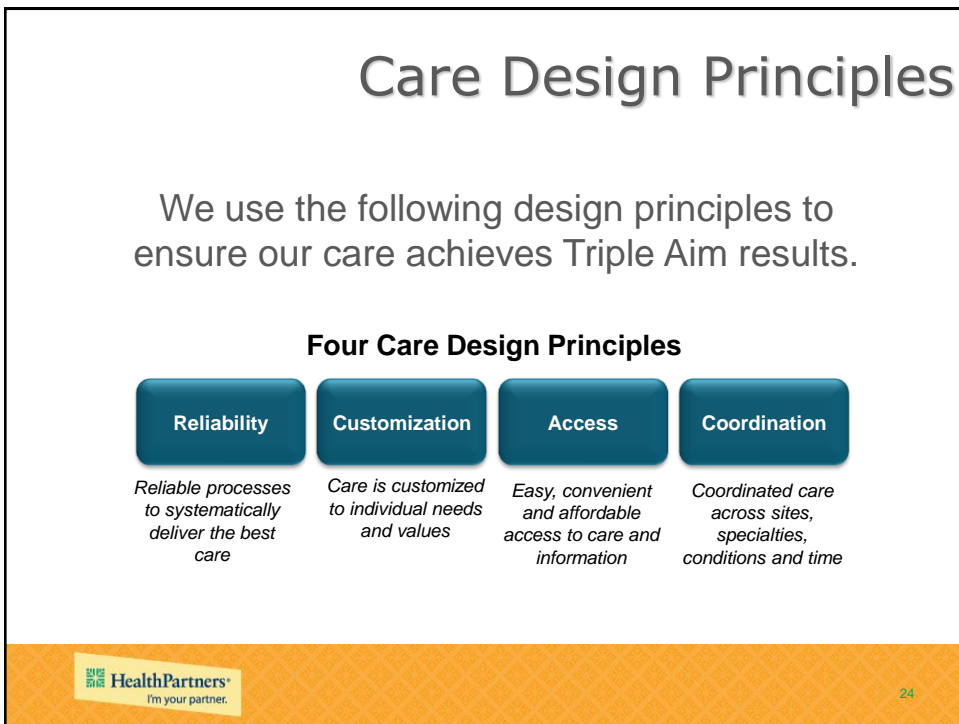 Care Design Principles
We use the following design principles to
ensure our care achieves Triple Aim results.
Four Care Design Principles
Reliability
Reliable processes
to systematically
deliver the best
care
Customization
Care is customized
to individual needs
and values
Access
Easy, convenient
and affordable
access to care and
information
Coordination
Coordinated care
across sites,
specialties,
conditions and time
HealthPartners®
I'm your partner.
24